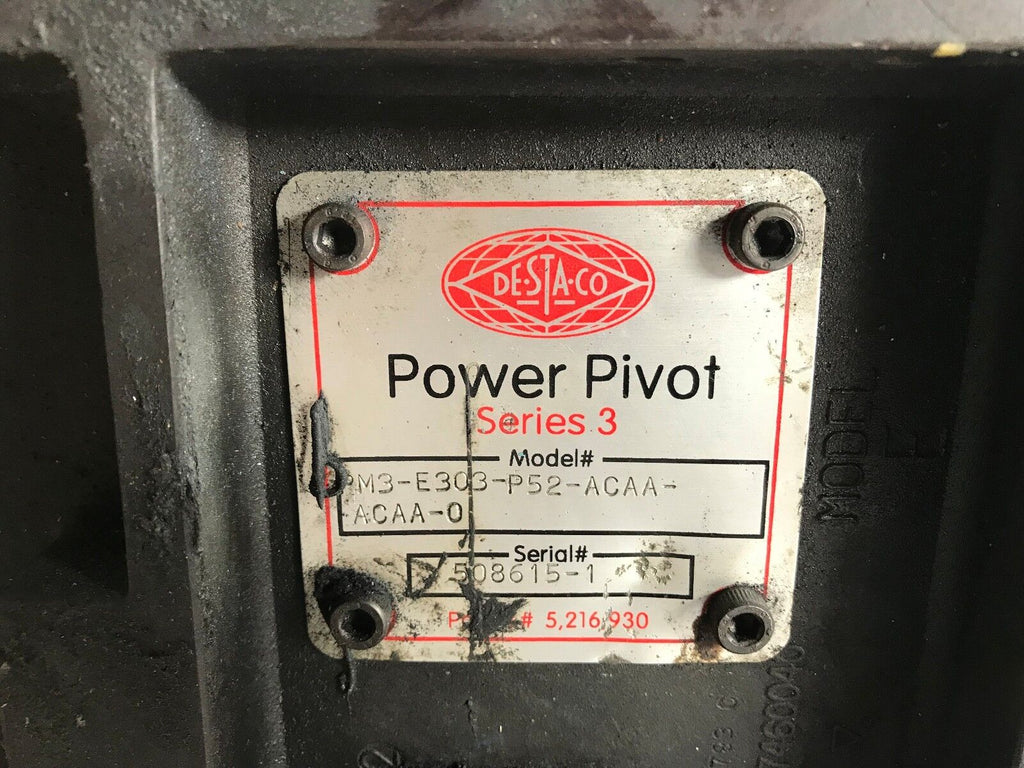 DE·STA·CO
Power Pivot
Series 3
Model#
PM3-E303-P52-ACAA-
-ACAA-0
Serial#
508615-1
# 5,216,930
MODEL E